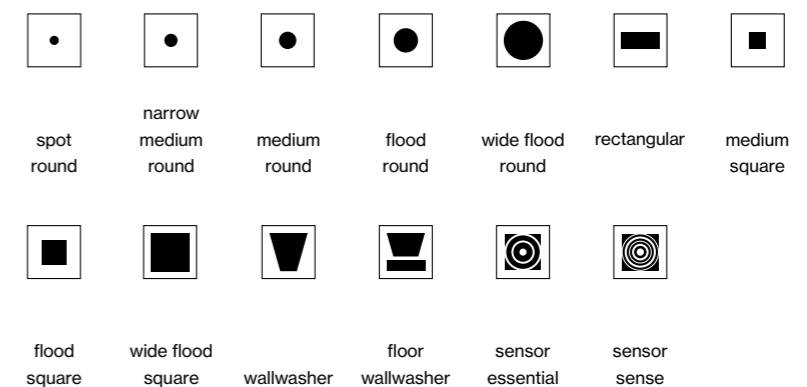 narrow
spot medium medium flood wide flood rectangular medium
round round round round round square
flood wide flood floor sensor sensor
square square wallwasher wallwasher essential sense